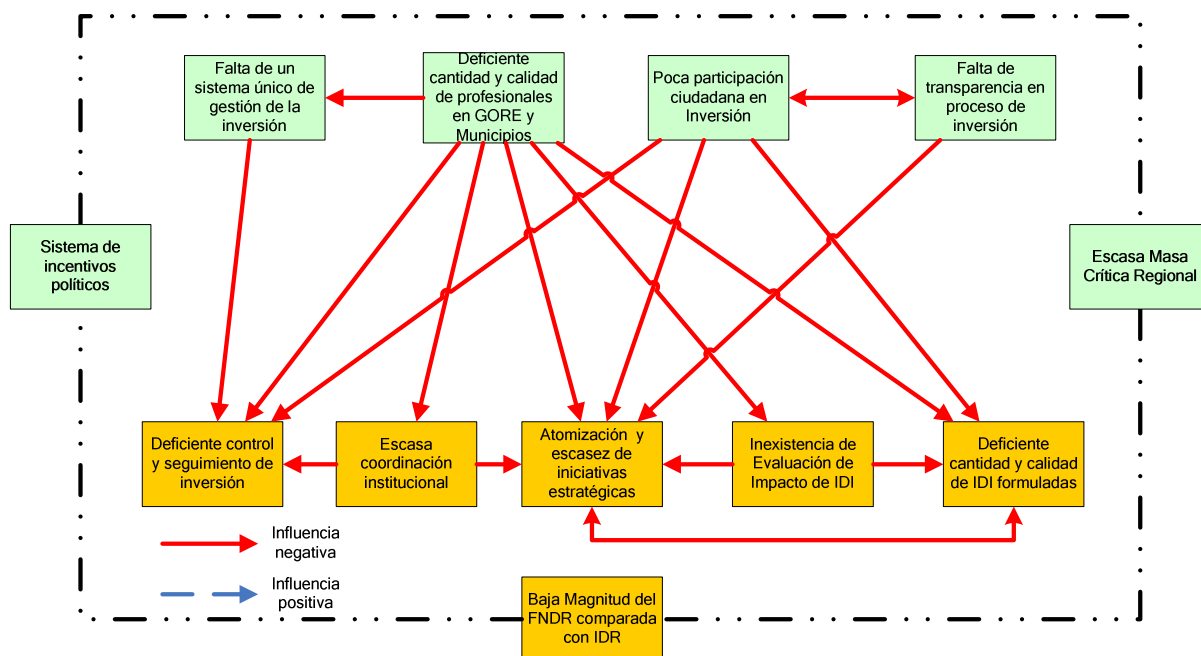 Falta de un
sistema único de
gestión de la
inversión
Deficiente
cantidad y calidad
de profesionales
en GORE y
Municipios
Poca participación
ciudadana en
Inversión
Falta de
transparencia en
proceso de
inversión
Sistema de
incentivos
políticos
Escasa Masa
Crítica Regional
Deficiente control
y seguimiento de
inversión
Escasa
coordinación
institucional
Atomización y
escasez de
iniciativas
estratégicas
Inexistencia de
Evaluación de
Impacto de IDI
Deficiente
cantidad y calidad
de IDI formuladas
Influencia
negativa
Influencia
positiva
Baja Magnitud del
FNDR comparada
con IDR